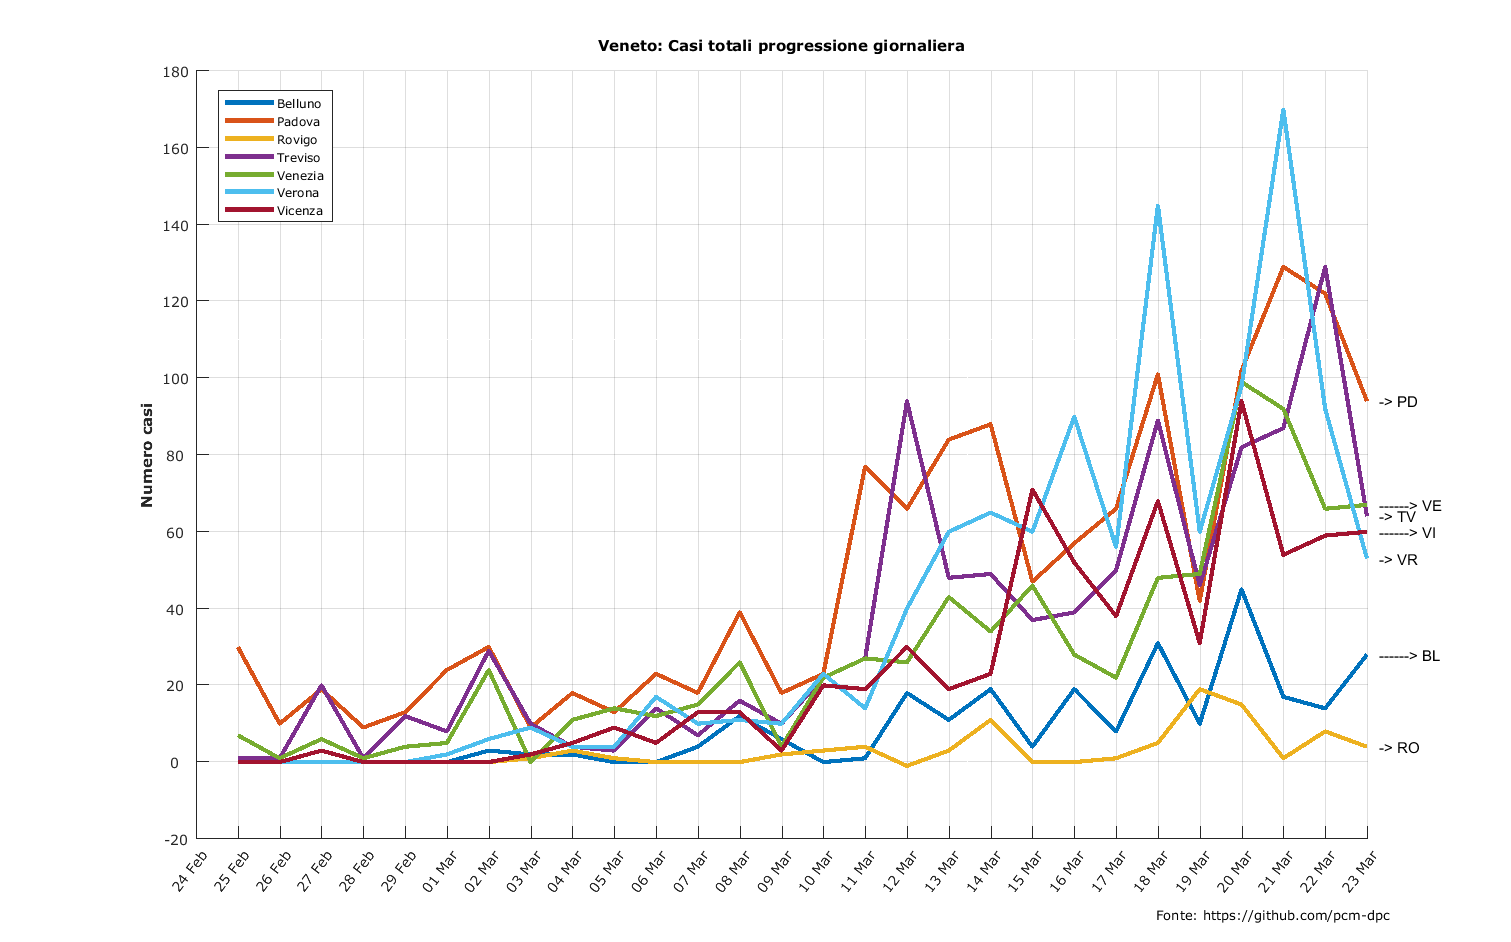 Veneto: Casi totali progressione giornaliera
180
160
140
120
100
80
60
40
20
0
-20
Numero casi
Belluno
Padova
Rovigo
Treviso
Venezia
Verona
Vicenza
-> PD
------> VE
-> TV
------> VI
-> VR
------> BL
-> RO
24 Feb
25 Feb
26 Feb
27 Feb
28 Feb
29 Feb
01 Mar
02 Mar
03 Mar
04 Mar
05 Mar
06 Mar
07 Mar
08 Mar
09 Mar
10 Mar
11 Mar
12 Mar
13 Mar
14 Mar
15 Mar
16 Mar
17 Mar
18 Mar
19 Mar
20 Mar
21 Mar
22 Mar
23 Mar
Fonte: https://github.com/pcm-dpc